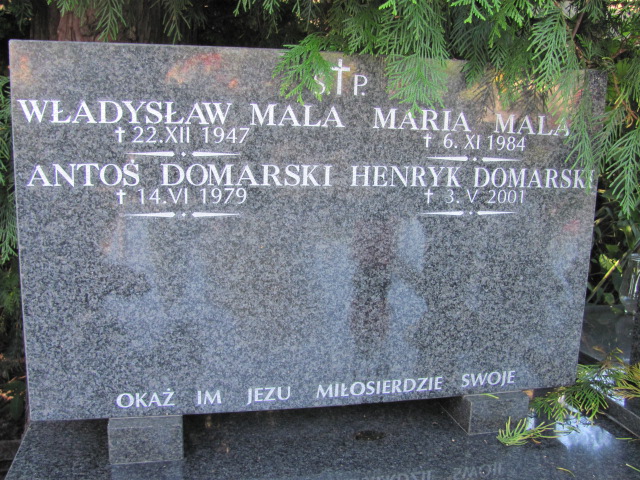 Ś.✝P.
WŁADYSŁAW MALA MARIA MALA
✝ 22.XII 1947 ✝ 6. XI 1984
ANTOŚ DOMARSKI HENRYK DOMARSKI
✝ 14.VI 1979 ✝ 3. V 2001
OKAŻ IM JEZU MIŁOSIERDZIE SWOJE